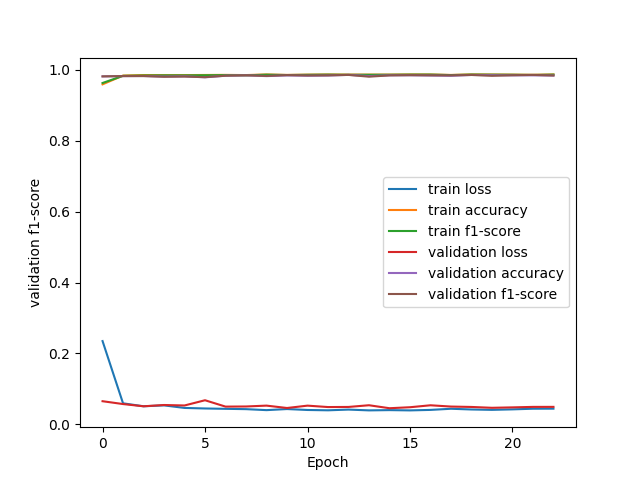 1.0
0.8
0.6
0.4
0.2
0.0
validation f1-score
train loss
train accuracy
train f1-score
validation loss
validation accuracy
validation f1-score
0 5 10 15 20
Epoch